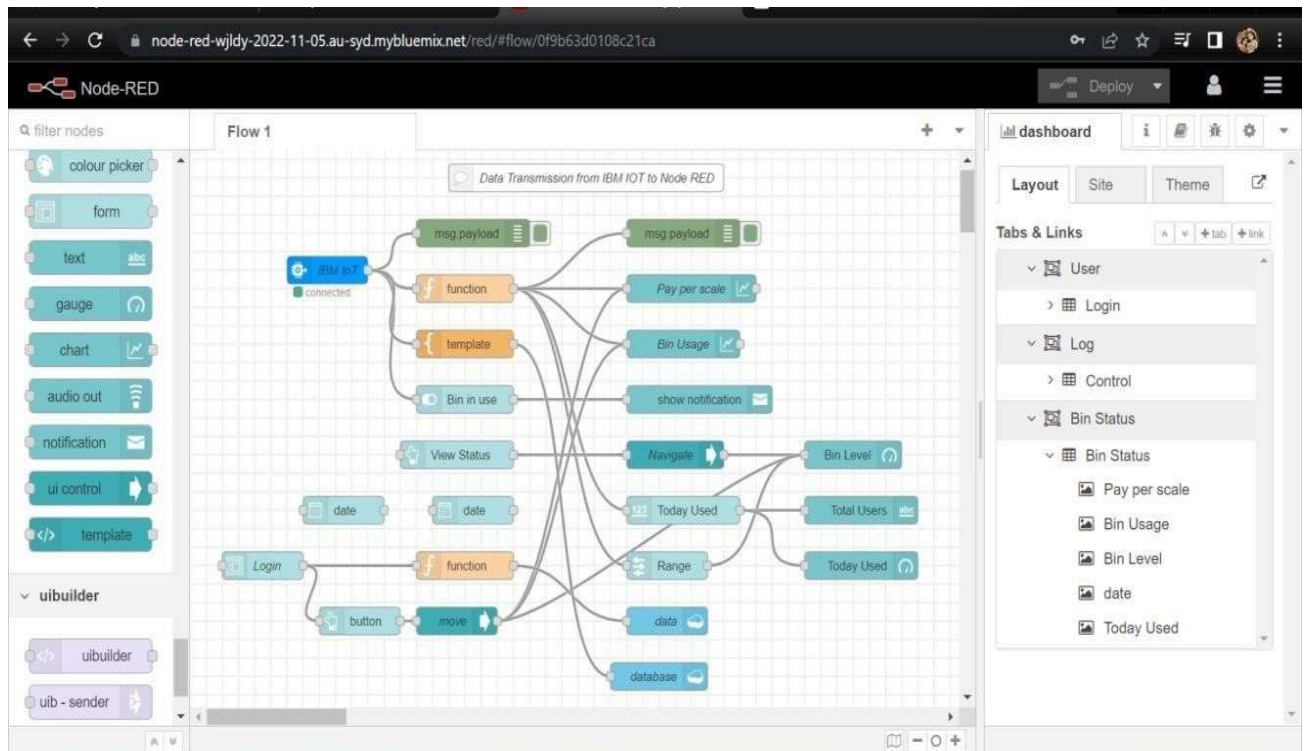 node-red-wjldy-2022-11-05.au-syd.mybluemix.net/red/#flow/0f9b63d0108c21ca
Node-RED
Deploy
filter nodes
colour picker
form
text
abc
gauge
chart
audio out
notification
ui control
template
uibuilder
uibuilder
uib - sender
Flow 1
Data Transmission from IBM IOT to Node RED
msg.payload
msg.payload
IBM IoT
connected
function
Pay per scale
template
Bin Usage
Bin in use
show notification
View Status
Navigate
Bin Level
date
date
123 Today Used
Total Users abc
Login
function
Range
Today Used
button
move
data
database
dashboard
i
Layout
Site
Theme
Tabs & Links
+ tab
+ link
User
Login
Log
Control
Bin Status
Bin Status
Pay per scale
Bin Usage
Bin Level
date
Today Used